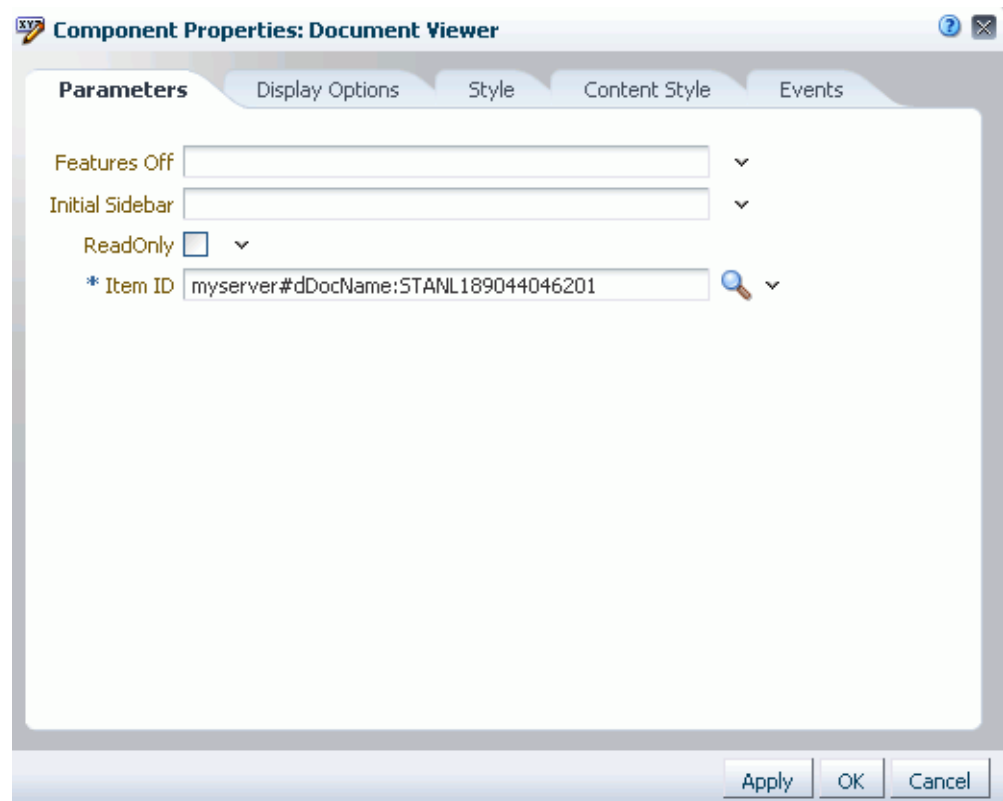 Component Properties: Document Viewer
Parameters Display Options Style Content Style Events
Features Off
Initial Sidebar
ReadOnly
* Item ID myserver#dDocName:STANL189044046201
Apply OK Cancel